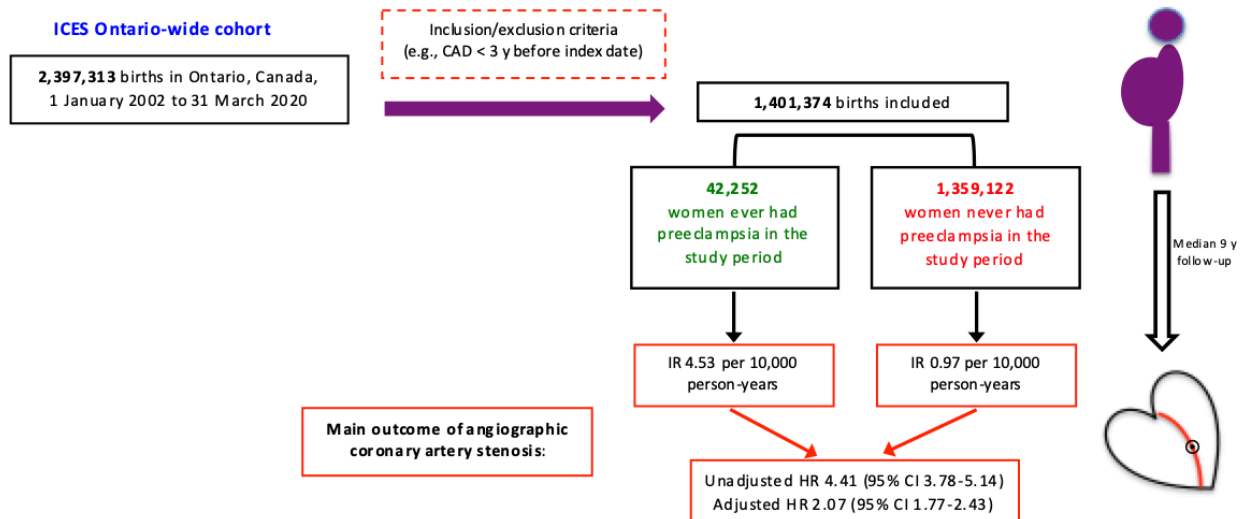 ICES Ontario-wide cohort
2,397,313 births in Ontario, Canada,
1 January 2002 to 31 March 2020
Inclusion/exclusion criteria
(e.g., CAD < 3 y before index date)
1,401,374 births included
42,252
women ever had
preeclampsia in the
study period
1,359,122
women never had
preeclampsia in the
study period
Median 9 y
follow-up
IR 4.53 per 10,000
person-years
IR 0.97 per 10,000
person-years
Main outcome of angiographic
coronary artery stenosis:
Unadjusted HR 4.41 (95% CI 3.78-5.14)
Adjusted HR 2.07 (95% CI 1.77-2.43)